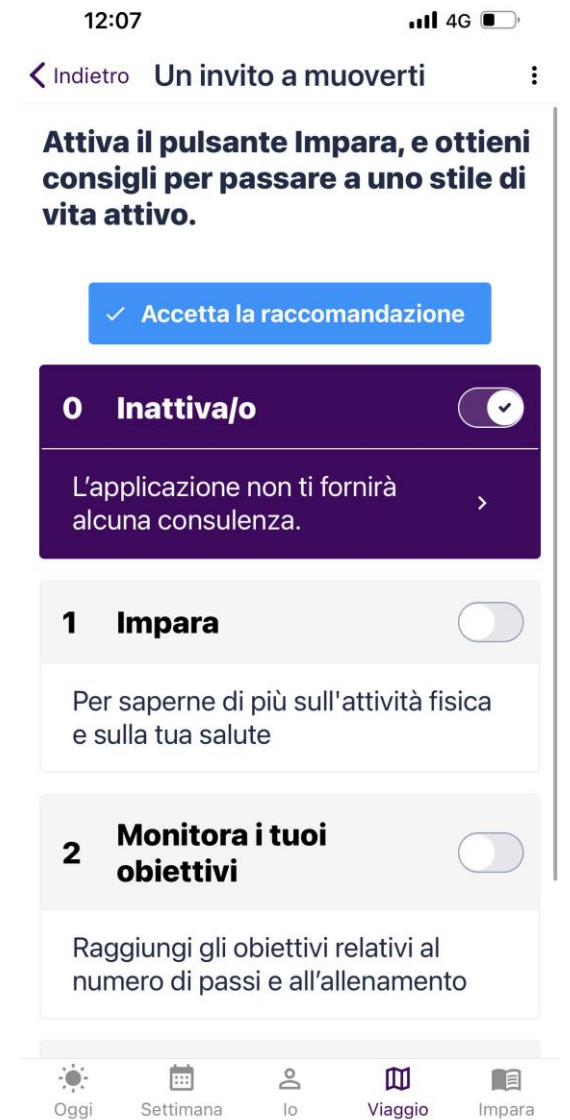 12:07
4G
Indietro Un invito a muoverti
Attiva il pulsante Impara, e ottieni
consigli per passare a uno stile di
vita attivo.
Accetta la raccomandazione
0 Inattiva/o
L'applicazione non ti fornirà
alcuna consulenza.
1 Impara
Per saperne di più sull'attività fisica
e sulla tua salute
2 Monitora i tuoi
obiettivi
Raggiungi gli obiettivi relativi al
numero di passi e all'allenamento
Oggi Settimana Io Viaggio Impara